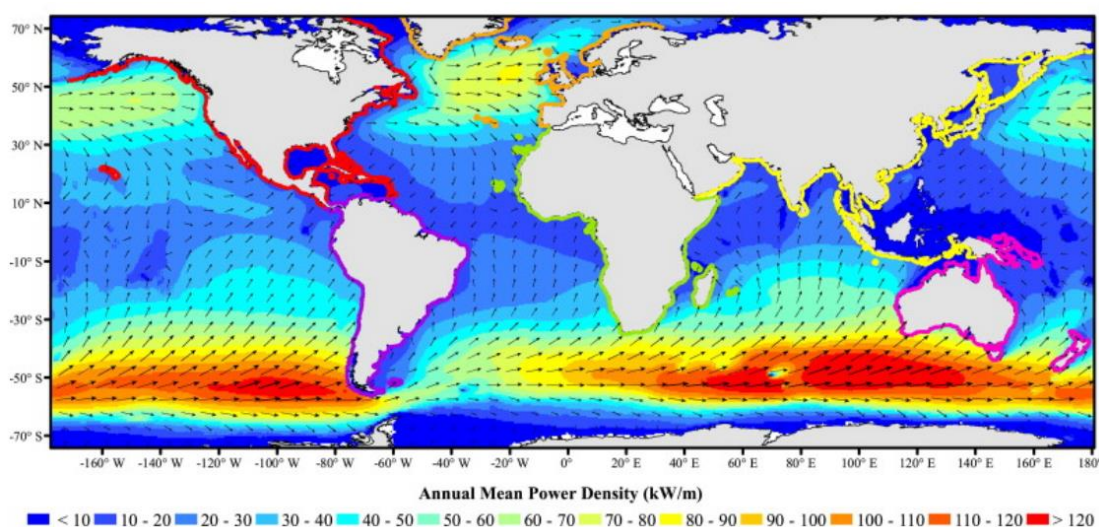 70° N
50° N
30° N
10° N
-10° S
-30° S
-50° S
-70° S
-160° W -140° W -120° W -100° W -80° W -60° W -40° W -20° W 0° 20° E 40° E 60° E 80° E 100° E 120° E 140° E 160° E 180° E
Annual Mean Power Density (kW/m)
< 10 10 - 20 20 - 30 30 - 40 40 - 50 50 - 60 60 - 70 70 - 80 80 - 90 90 - 100 100 - 110 110 - 120 > 120